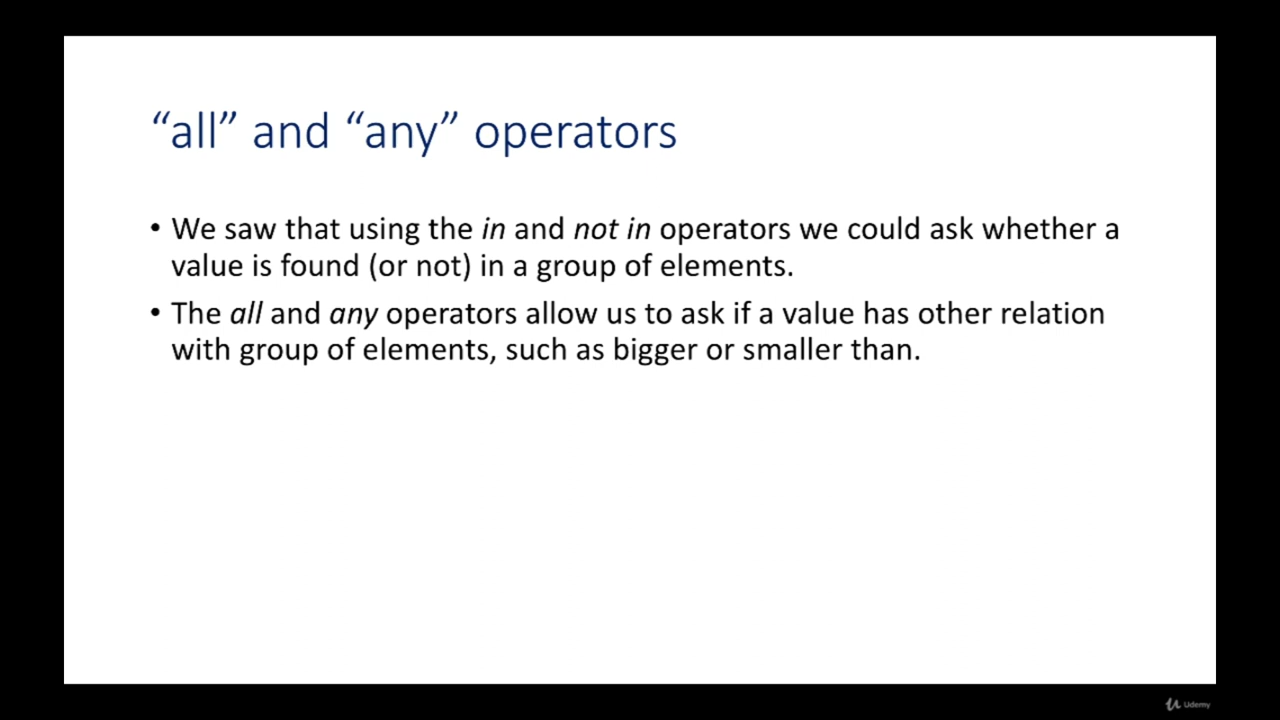 “all” and “any” operators
• We saw that using the in and not in operators we could ask whether a
value is found (or not) in a group of elements.
• The all and any operators allow us to ask if a value has other relation
with group of elements, such as bigger or smaller than.
Udemy